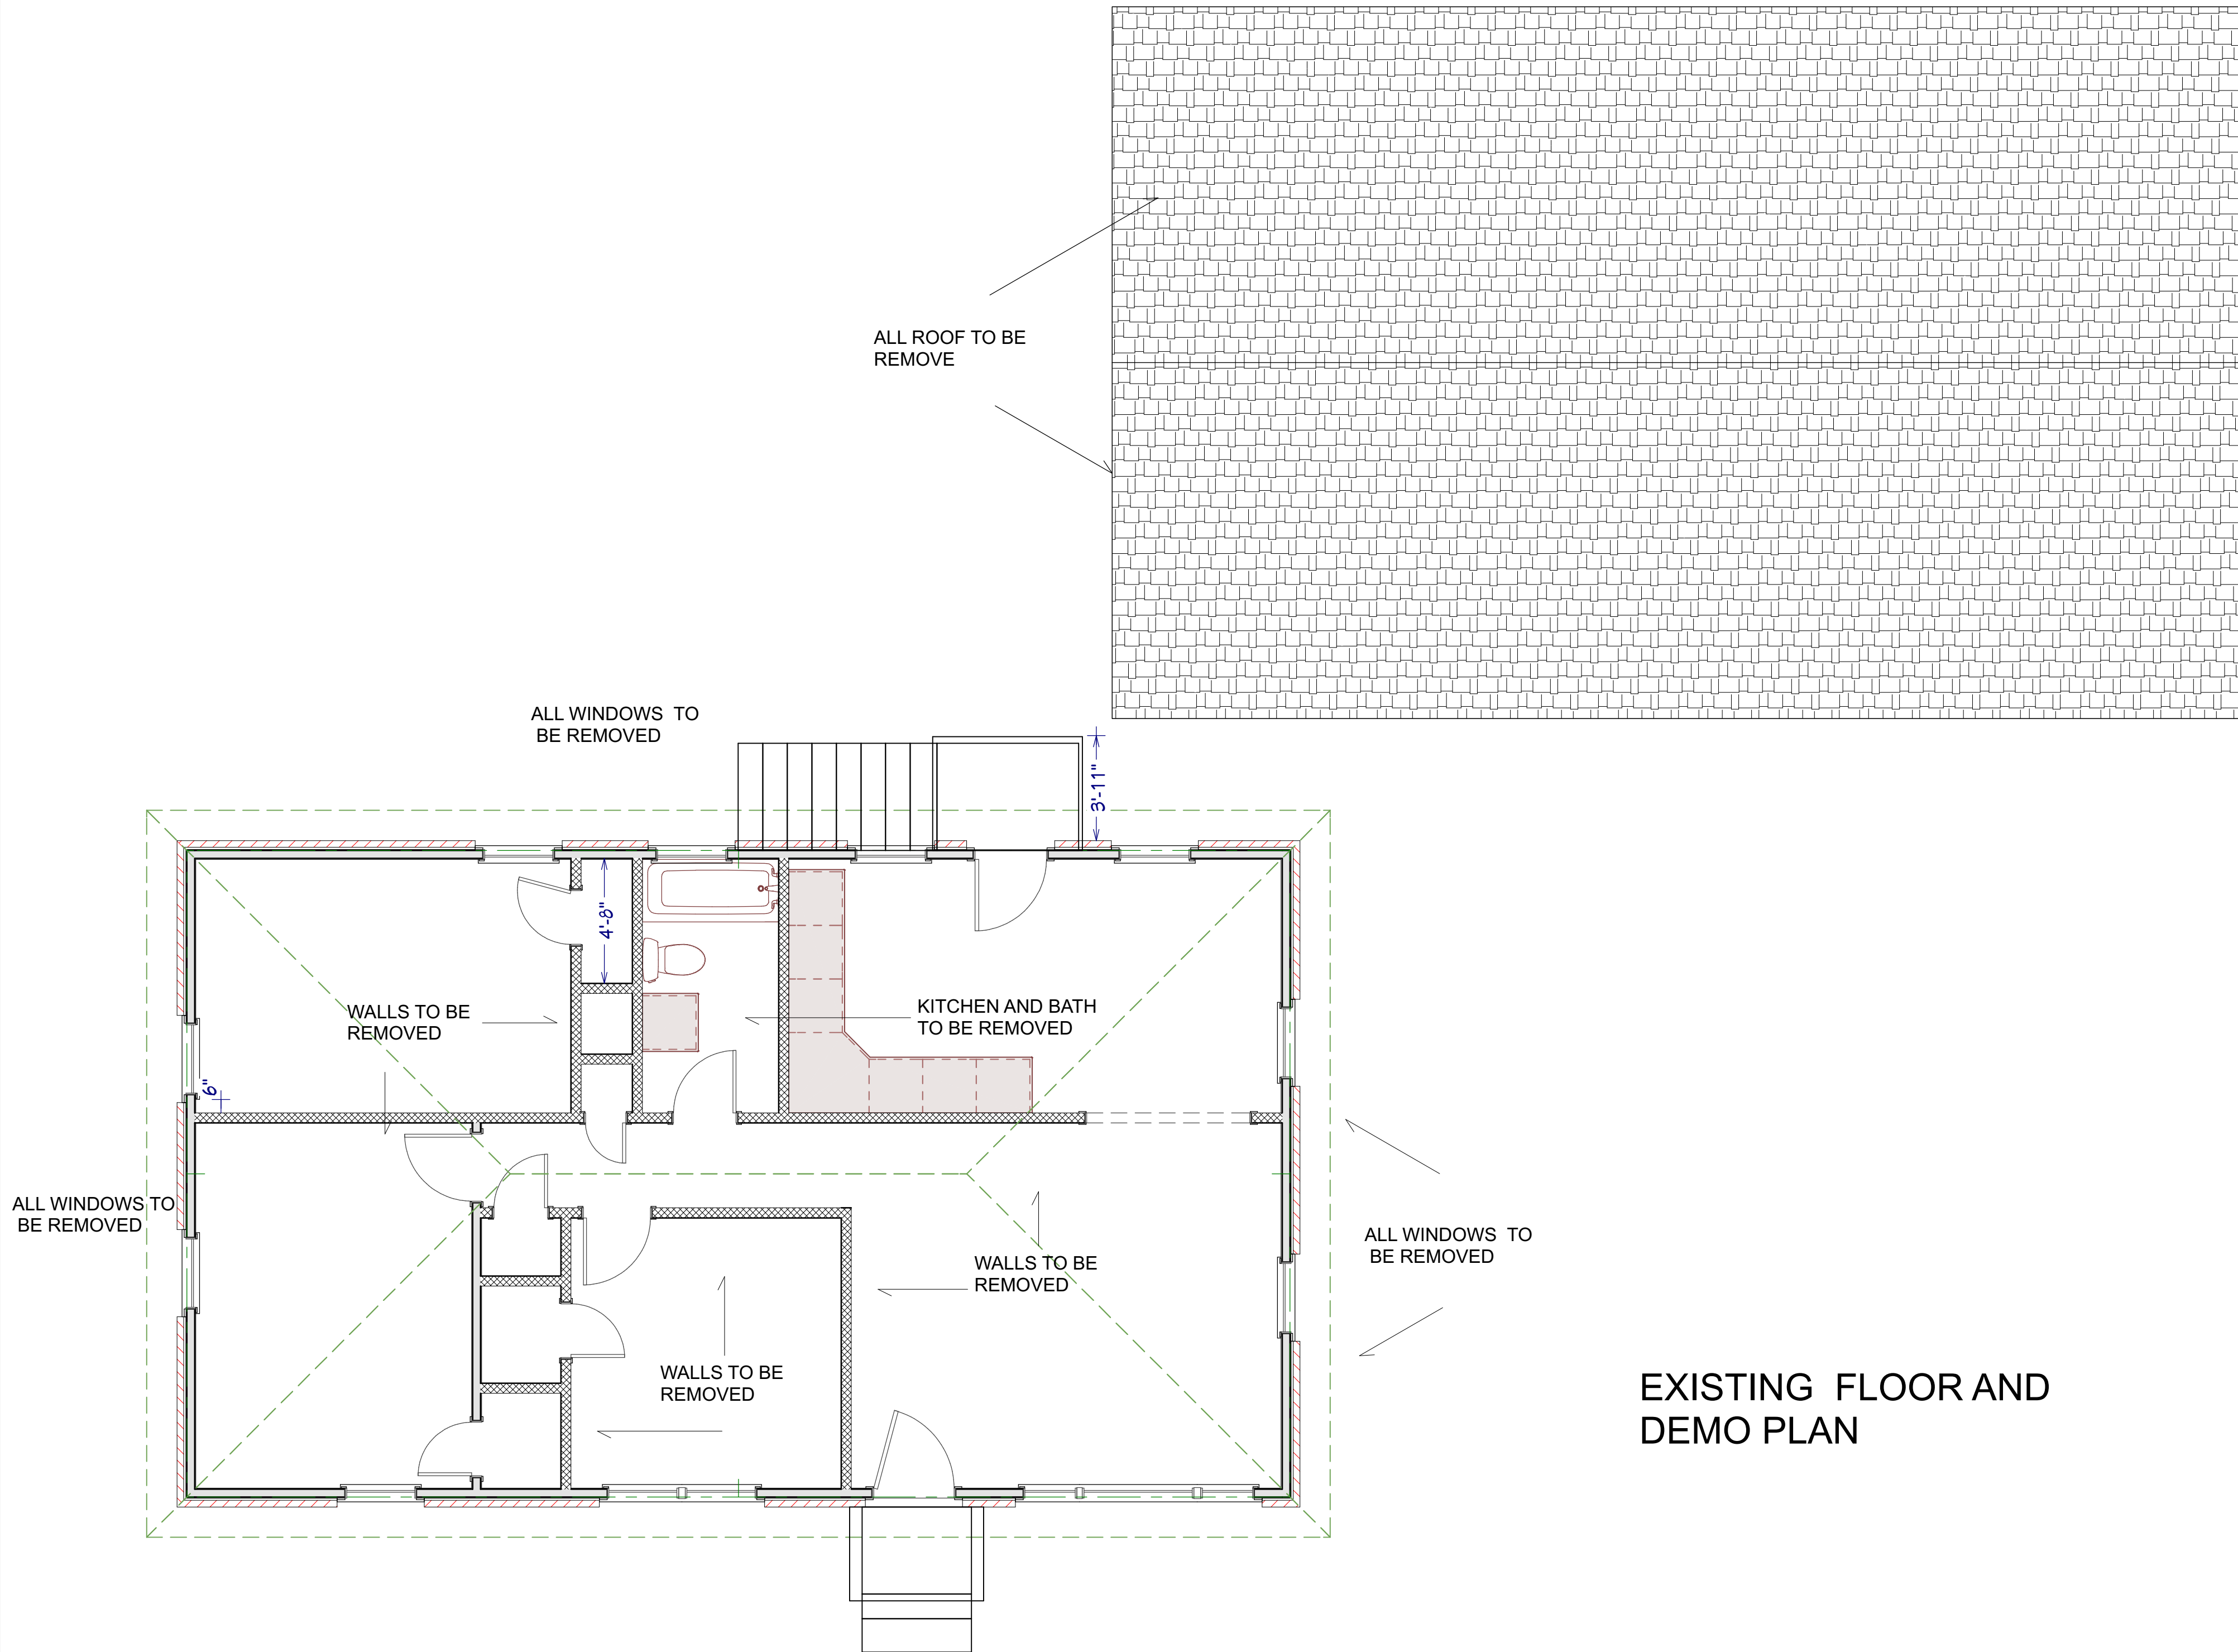 ALL ROOF TO BE
REMOVE
ALL WINDOWS  TO
BE REMOVED
3'-11"
4'-8"
WALLS TO BE
REMOVED
KITCHEN AND BATH
TO BE REMOVED
6"
ALL WINDOWS TO
BE REMOVED
ALL WINDOWS  TO
BE REMOVED
WALLS TO BE
REMOVED
WALLS TO BE
REMOVED
EXISTING  FLOOR AND
DEMO PLAN